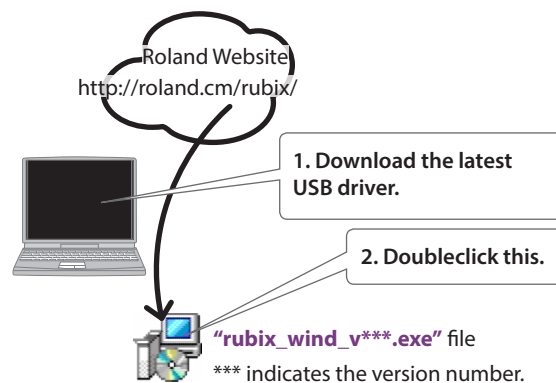 Roland Website
http://roland.cm/rubix/
1. Download the latest
USB driver.
2. Doubleclick this.
“rubix_wind_v***.exe” file
*** indicates the version number.